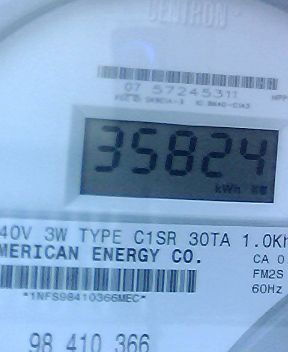 CENTRON
07 57245311
35824
kWh
40V 3W TYPE C1SR 30TA 1.0Kh
MERICAN ENERGY CO.
CA 0
FM2S
60Hz
*1NFS98410366MEC*
98 410 366